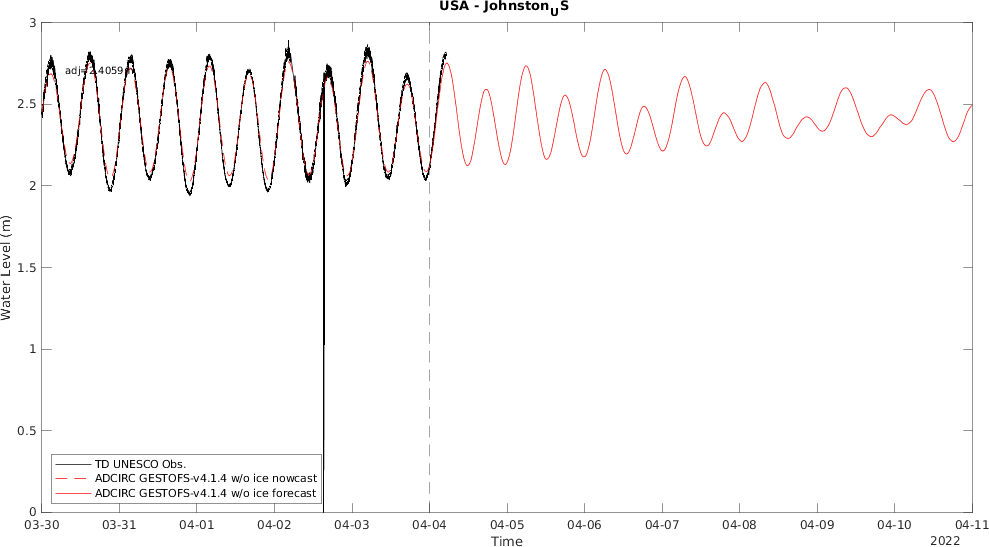 USA - Johnston_US
3
2.5
2
1.5
1
0.5
0
Water Level (m)
adj=2.4059m
TD UNESCO Obs.
ADCIRC GESTOFS-v4.1.4 w/o ice nowcast
ADCIRC GESTOFS-v4.1.4 w/o ice forecast
03-30 03-31 04-01 04-02 04-03 04-04 04-05 04-06 04-07 04-08 04-09 04-10 04-11
Time
2022